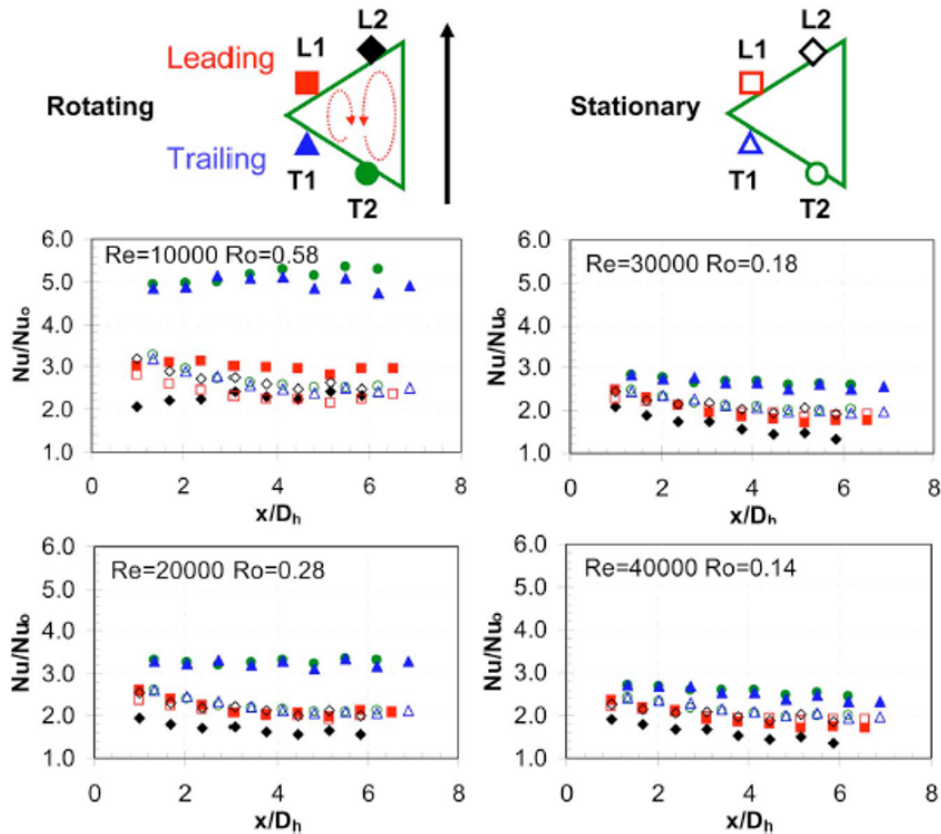 L1 L2
Leading
Rotating
Trailing
T1
T2
L1 L2
Stationary
T1
T2
Nu/Nuₒ
6.0
5.0
4.0
3.0
2.0
1.0
Re=10000 Ro=0.58
0 2 4 6 8
x/Dₕ
Nu/Nuₒ
6.0
5.0
4.0
3.0
2.0
1.0
Re=30000 Ro=0.18
0 2 4 6 8
x/Dₕ
Nu/Nuₒ
6.0
5.0
4.0
3.0
2.0
1.0
Re=20000 Ro=0.28
0 2 4 6 8
x/Dₕ
Nu/Nuₒ
6.0
5.0
4.0
3.0
2.0
1.0
Re=40000 Ro=0.14
0 2 4 6 8
x/Dₕ